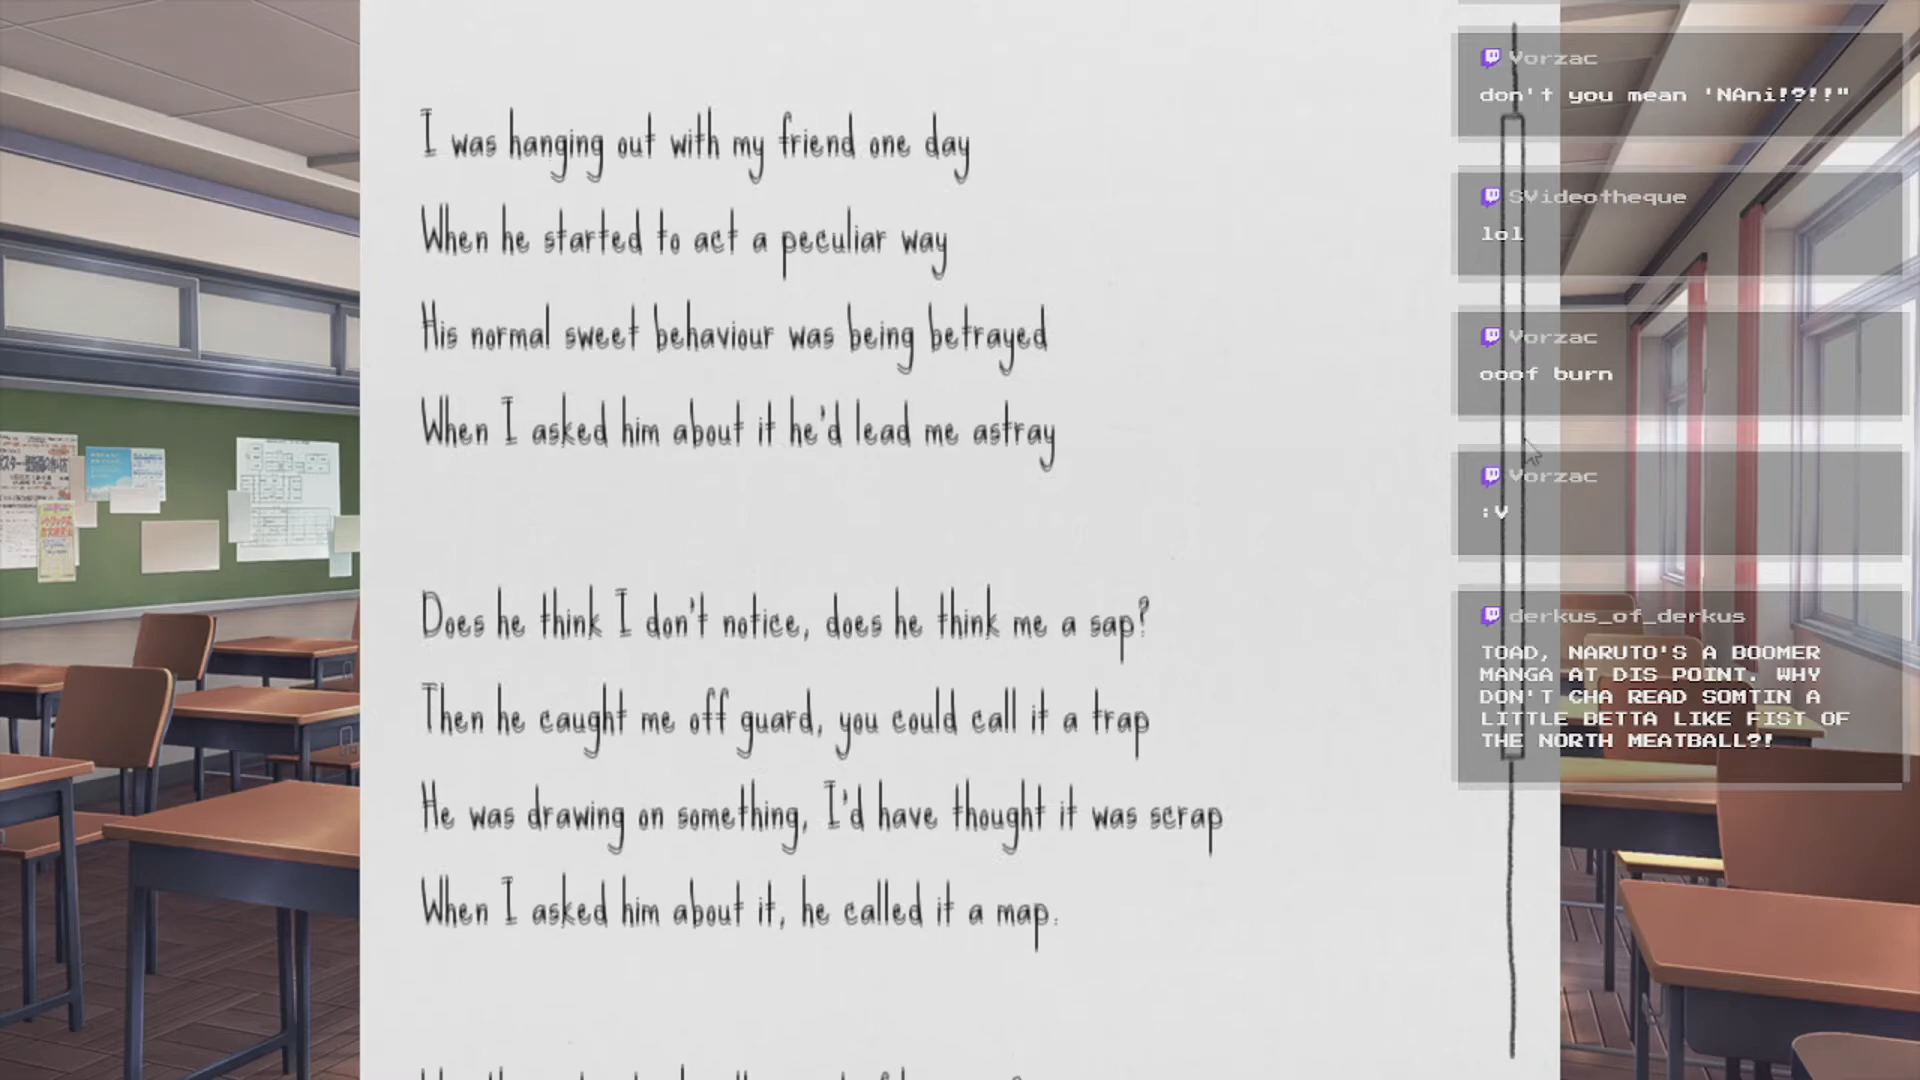 I was hanging out with my friend one day
When he started to act a peculiar way
His normal sweet behaviour was being betrayed
When I asked him about it he'd lead me astray
Does he think I don't notice, does he think me a sap?
Then he caught me off guard, you could call it a trap
He was drawing on something, I'd have thought it was scrap
When I asked him about it, he called it a map.
Vorzac
don't you mean 'NAni!?!!"
SVideotheque
lol
Vorzac
ooof burn
Vorzac
:V
derkus_of_derkus
TOAD, NARUTO'S A BOOMER
MANGA AT DIS POINT. WHY
DON'T CHA READ SOMTIN A
LITTLE BETTA LIKE FIST OF
THE NORTH MEATBALL?!